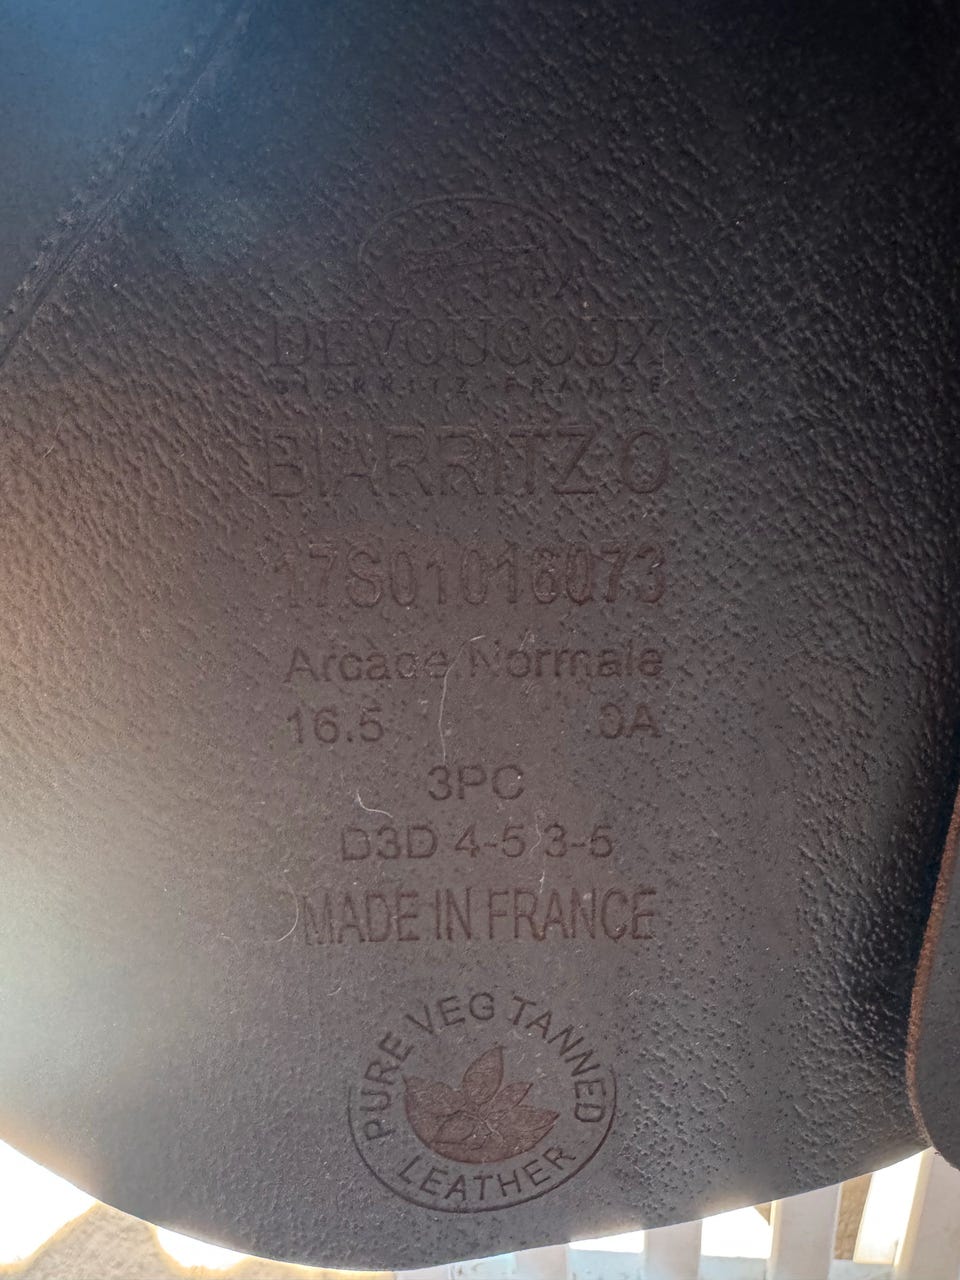 DEVOUCOUX
BIARRITZ FRANCE
BIARRITZ O
17S01016073
Arcade Normale
16.5 0A
3PC
D3D 4-5 3-5
MADE IN FRANCE
PURE VEG TANNED
LEATHER